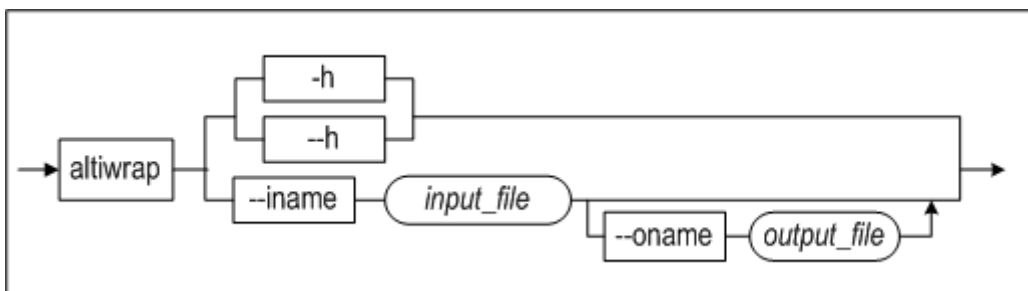 -h
altiwrap
--h
--iname
input_file
--oname
output_file